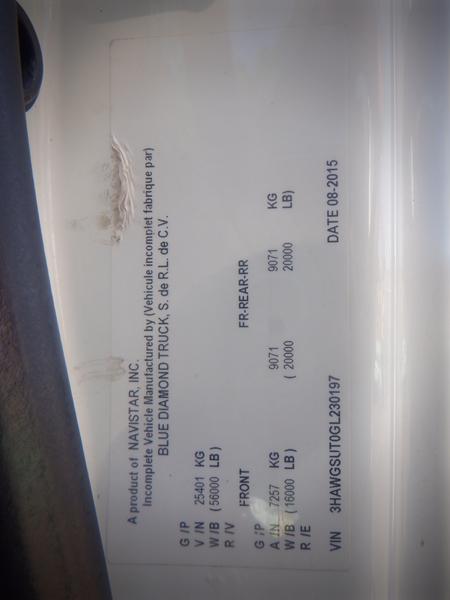 A product of NAVISTAR, INC.
Incomplete Vehicle Manufactured by (Vehicule incomplet fabrique par)
BLUE DIAMOND TRUCK, S. de R.L. de C.V.
G /P
V /N 25401 KG
W/B ( 56000 LB )
R /V
FRONT FR-REAR-RR
G /P
A /N 7257 KG 9071 9071 KG
W/B ( 16000 LB ) ( 20000 20000 LB)
R /E
VIN 3HAWGSUT0GL230197 DATE 08-2015